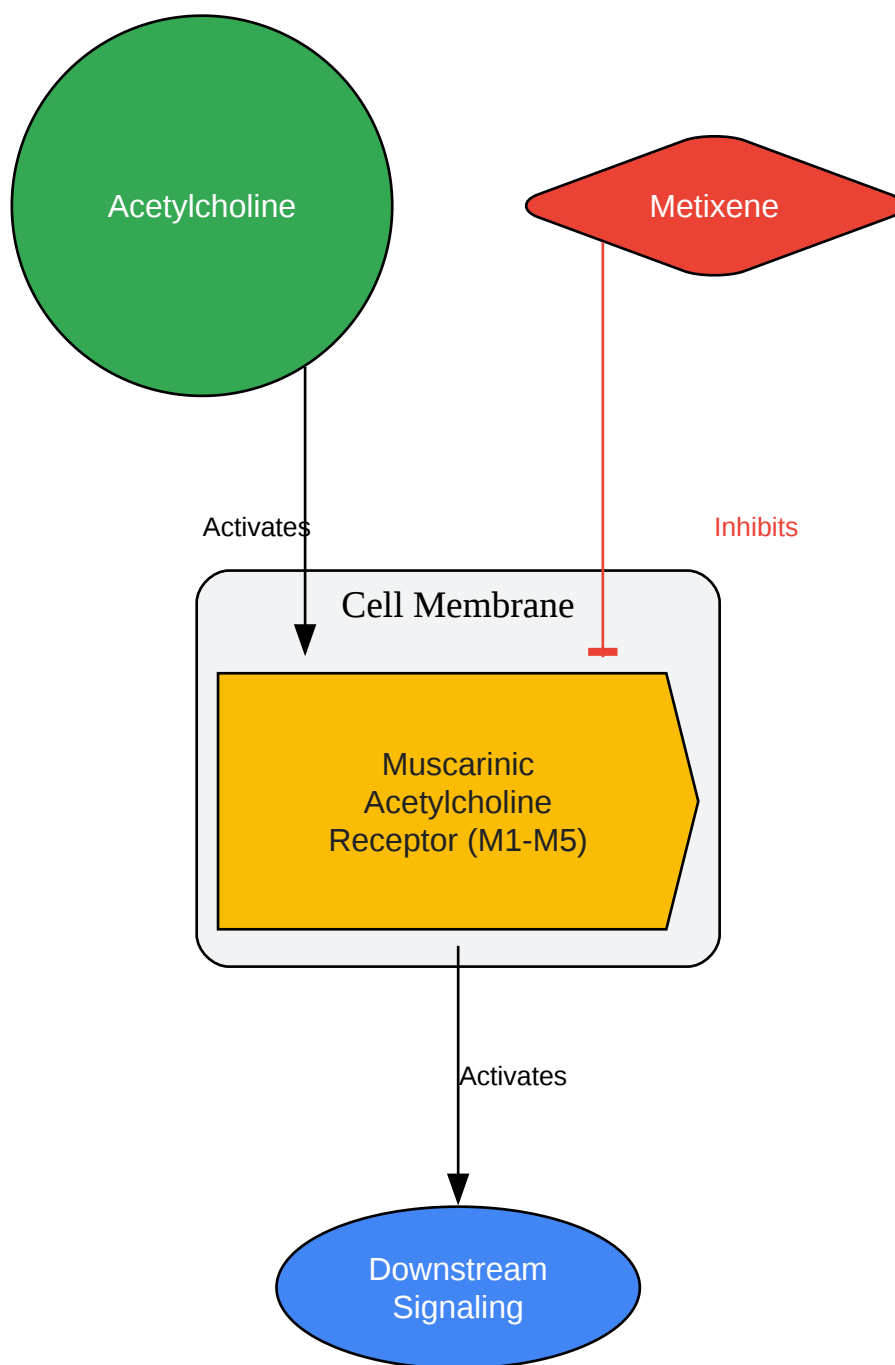 Acetylcholine
Metixene
Activates
Inhibits
Cell Membrane
Muscarinic
Acetylcholine
Receptor (M1-M5)
Activates
Downstream
Signaling